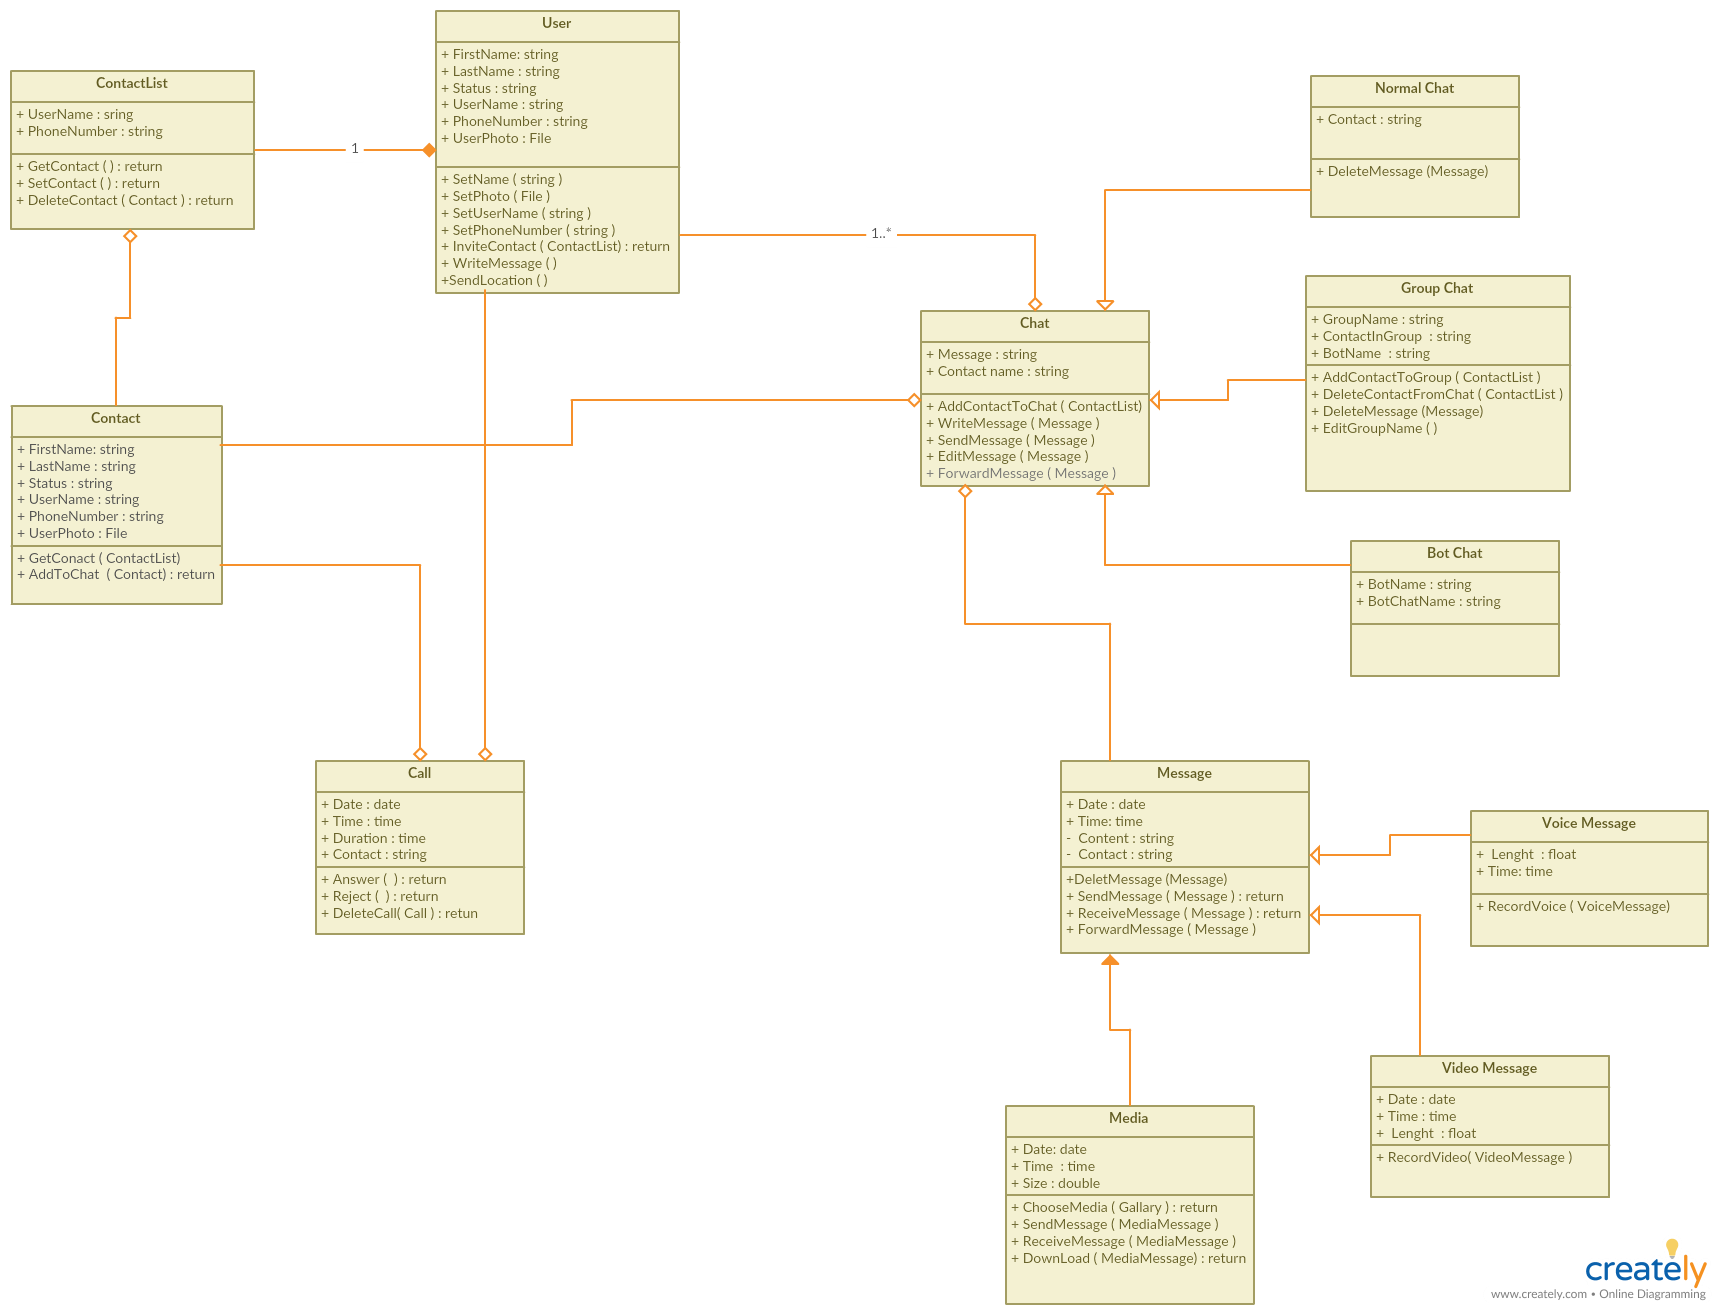 User
+ FirstName: string
+ LastName : string
+ Status : string
+ UserName : string
+ PhoneNumber : string
+ UserPhoto : File
+ SetName ( string )
+ SetPhoto ( File )
+ SetUserName ( string )
+ SetPhoneNumber ( string )
+ InviteContact ( ContactList) : return
+ WriteMessage ( )
+SendLocation ( )
ContactList
+ UserName : sring
+ PhoneNumber : string
+ GetContact ( ) : return
+ SetContact ( ) : return
+ DeleteContact ( Contact ) : return
1
1..*
Normal Chat
+ Contact : string
+ DeleteMessage (Message)
Group Chat
+ GroupName : string
+ ContactInGroup : string
+ BotName : string
+ AddContactToGroup ( ContactList )
+ DeleteContactFromChat ( ContactList )
+ DeleteMessage (Message)
+ EditGroupName ( )
Chat
+ Message : string
+ Contact name : string
+ AddContactToChat ( ContactList)
+ WriteMessage ( Message )
+ SendMessage ( Message )
+ EditMessage ( Message )
+ ForwardMessage ( Message )
Contact
+ FirstName: string
+ LastName : string
+ Status : string
+ UserName : string
+ PhoneNumber : string
+ UserPhoto : File
+ GetConact ( ContactList)
+ AddToChat ( Contact) : return
Bot Chat
+ BotName : string
+ BotChatName : string
Call
+ Date : date
+ Time : time
+ Duration : time
+ Contact : string
+ Answer ( ) : return
+ Reject ( ) : return
+ DeleteCall( Call ) : retun
Message
+ Date : date
+ Time: time
- Content : string
- Contact : string
+DeletMessage (Message)
+ SendMessage ( Message ) : return
+ ReceiveMessage ( Message ) : return
+ ForwardMessage ( Message )
Voice Message
+ Lenght : float
+ Time: time
+ RecordVoice ( VoiceMessage)
Video Message
+ Date : date
+ Time : time
+ Lenght : float
+ RecordVideo( VideoMessage )
Media
+ Date: date
+ Time : time
+ Size : double
+ ChooseMedia ( Gallary ) : return
+ SendMessage ( MediaMessage )
+ ReceiveMessage ( MediaMessage )
+ DownLoad ( MediaMessage) : return
creately
www.creately.com • Online Diagramming